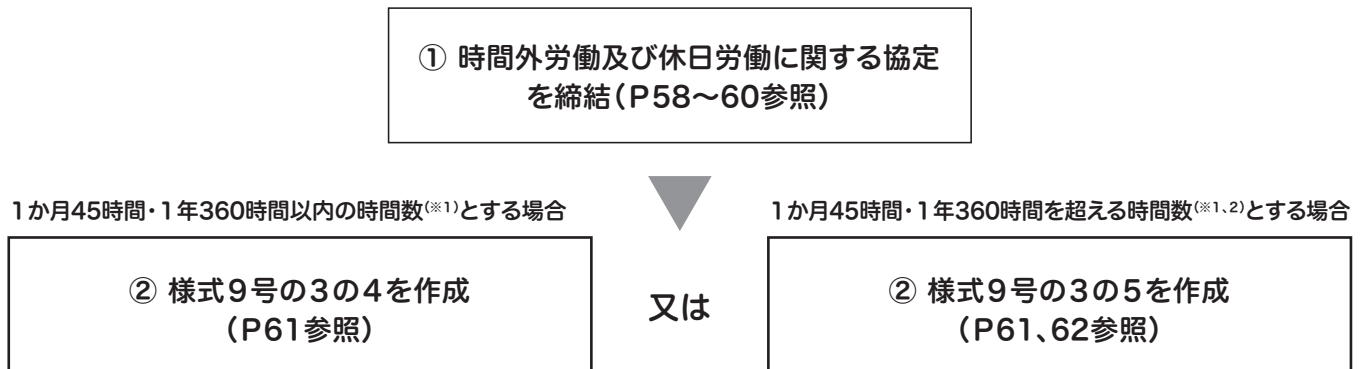 ① 時間外労働及び休日労働に関する協定
を締結(P58～60参照)
1か月45時間・1年360時間以内の時間数(※1)とする場合
1か月45時間・1年360時間を超える時間数(※1、2)とする場合
② 様式9号の3の4を作成
(P61参照)
又は
② 様式9号の3の5を作成
(P61、62参照)